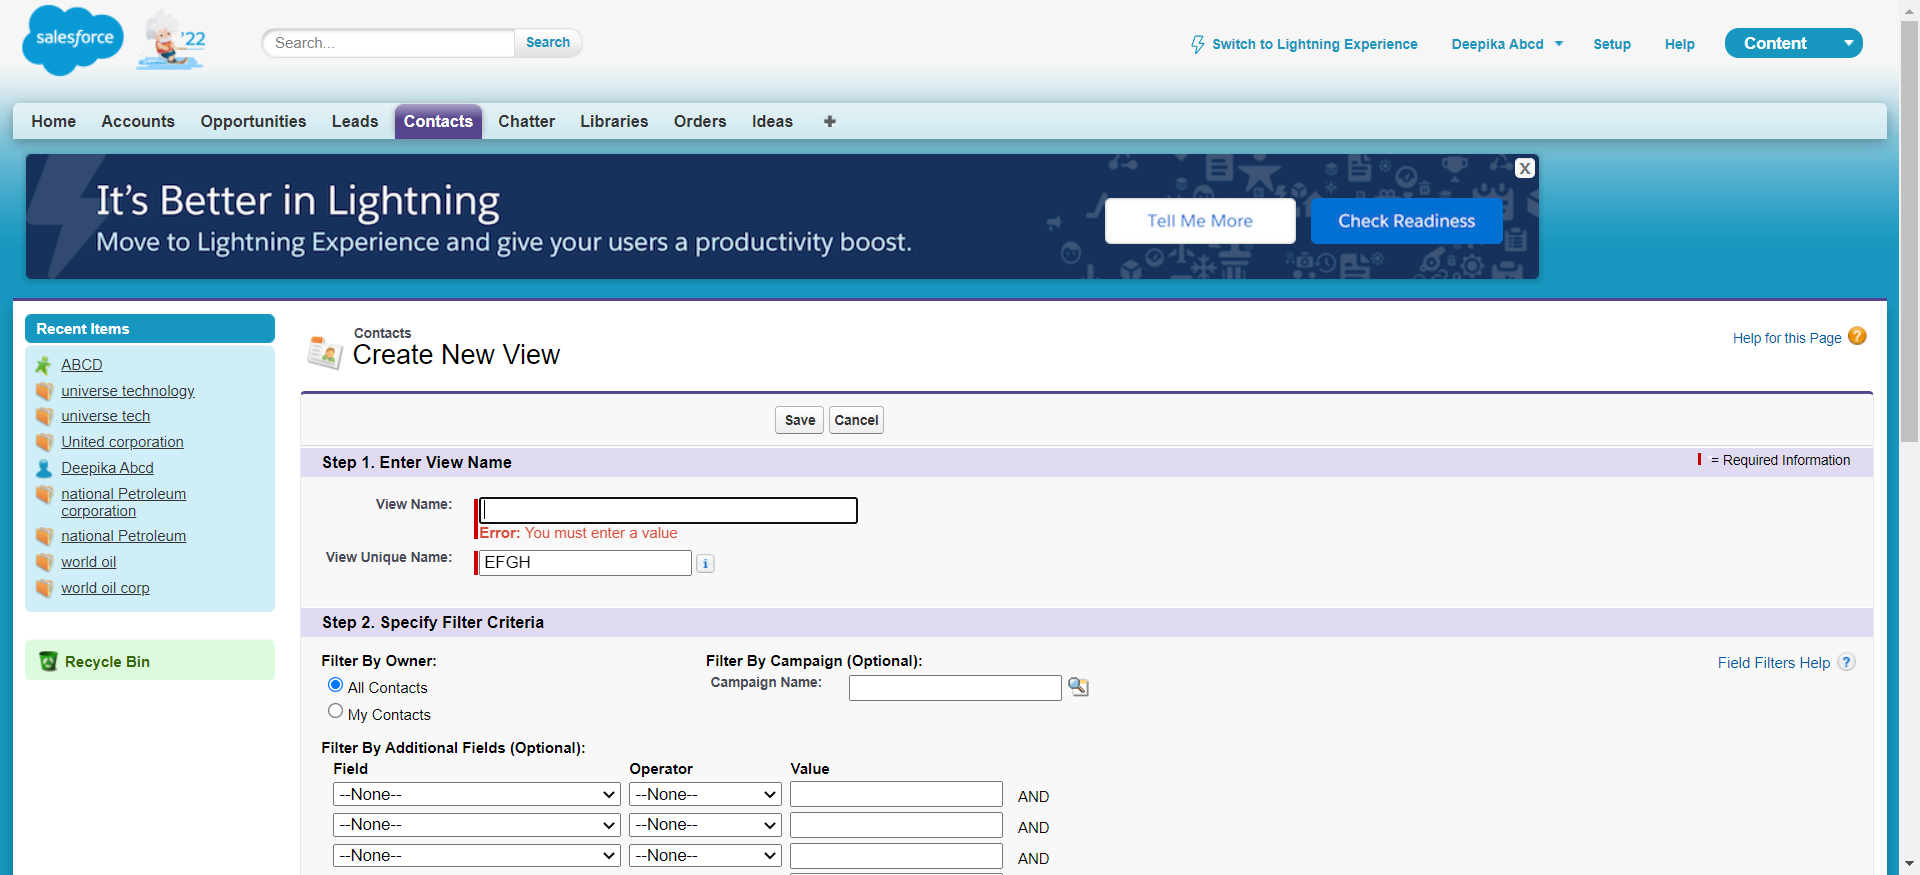 salesforce
'22
Search...
Search
Switch to Lightning Experience
Deepika Abcd
Setup
Help
Content
Home
Accounts
Opportunities
Leads
Contacts
Chatter
Libraries
Orders
Ideas
+
It's Better in Lightning
Move to Lightning Experience and give your users a productivity boost.
Tell Me More
Check Readiness
X
Recent Items
ABCD
universe technology
universe tech
United corporation
Deepika Abcd
national Petroleum
corporation
national Petroleum
world oil
world oil corp
Recycle Bin
Contacts
Create New View
Help for this Page ?
Save
Cancel
Step 1. Enter View Name
= Required Information
View Name:
Error: You must enter a value
View Unique Name:
EFGH
i
Step 2. Specify Filter Criteria
Filter By Owner:
All Contacts
My Contacts
Filter By Campaign (Optional):
Campaign Name:
Field Filters Help ?
Filter By Additional Fields (Optional):
Field Operator Value
--None-- --None-- AND
--None-- --None-- AND
--None-- --None-- AND